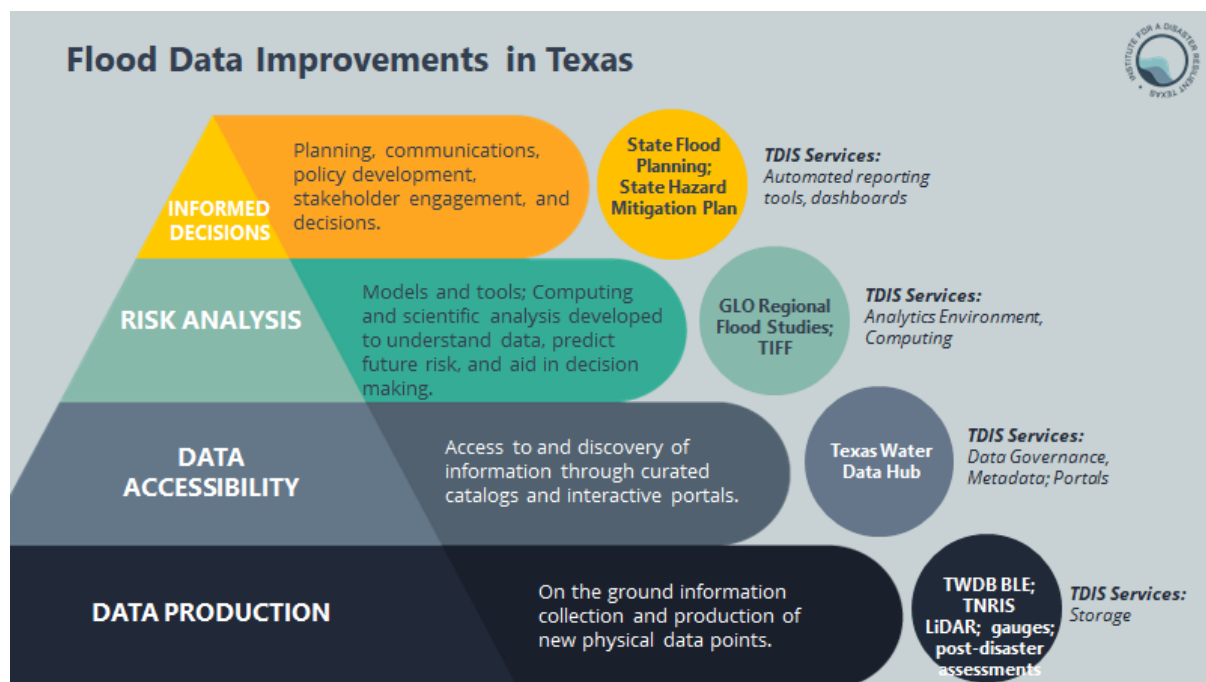 Flood Data Improvements in Texas
INSTITUTE FOR A DISASTER RESILIENT TEXAS
INFORMED
DECISIONS
Planning, communications,
policy development,
stakeholder engagement, and
decisions.
State Flood
Planning;
State Hazard
Mitigation Plan
TDIS Services:
Automated reporting
tools, dashboards
RISK ANALYSIS
Models and tools; Computing
and scientific analysis developed
to understand data, predict
future risk, and aid in decision
making.
GLO Regional
Flood Studies;
TIFF
TDIS Services:
Analytics Environment,
Computing
DATA
ACCESSIBILITY
Access to and discovery of
information through curated
catalogs and interactive portals.
Texas Water
Data Hub
TDIS Services:
Data Governance,
Metadata; Portals
DATA PRODUCTION
On the ground information
collection and production of
new physical data points.
TWDB BLE;
TNRIS
LiDAR; gauges;
post-disaster
assessments
TDIS Services:
Storage